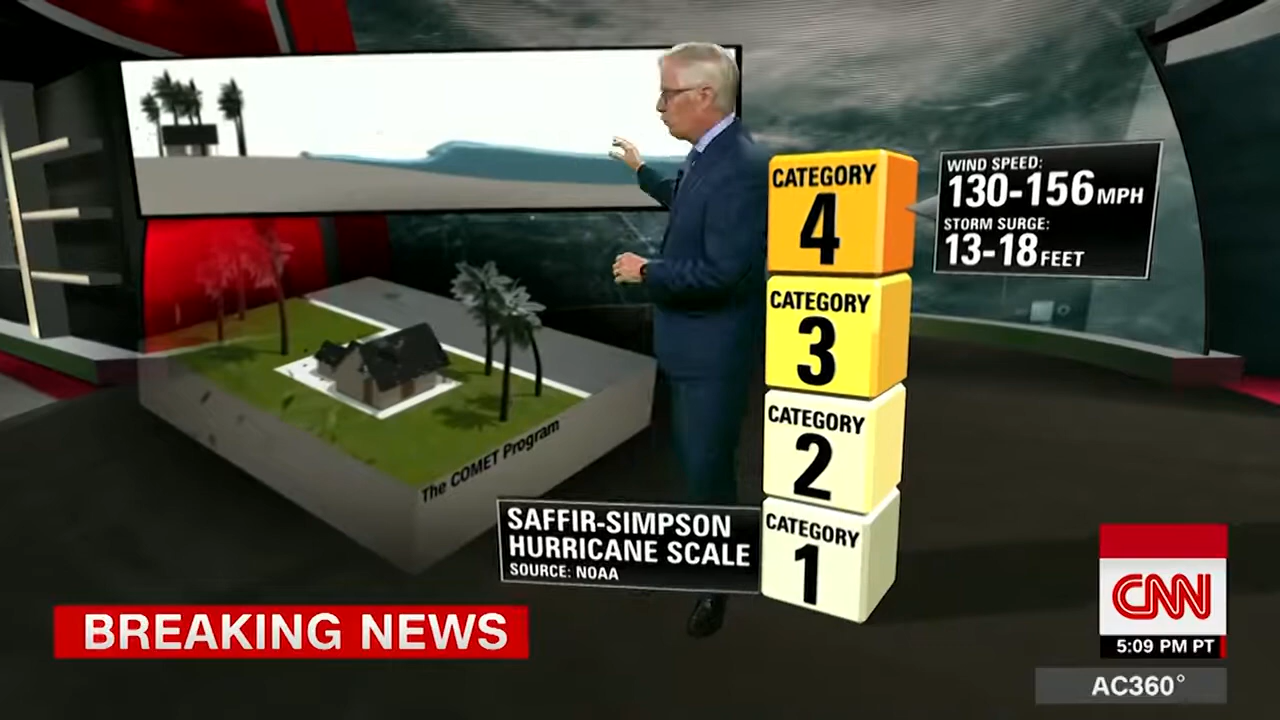 CATEGORY
4
WIND SPEED:
130-156 MPH
STORM SURGE:
13-18 FEET
CATEGORY
3
CATEGORY
2
CATEGORY
1
The COMET Program
SAFFIR-SIMPSON
HURRICANE SCALE
SOURCE: NOAA
BREAKING NEWS
CNN
5:09 PM PT
AC360°